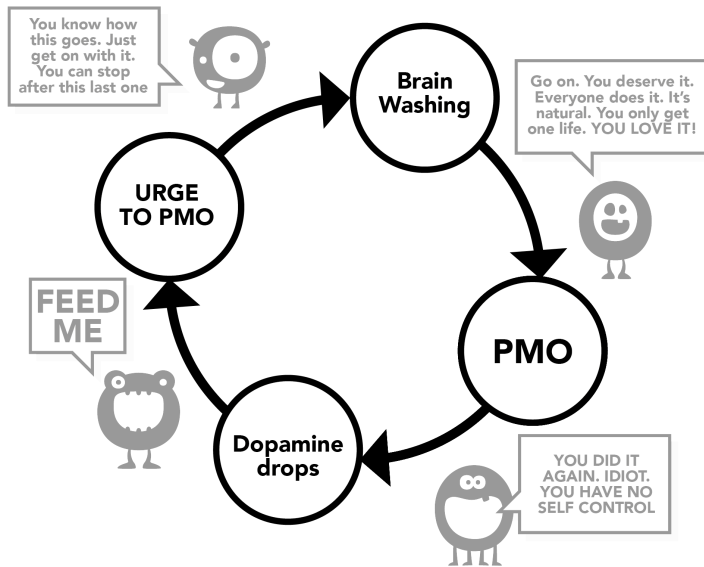 You know how
this goes. Just
get on with it.
You can stop
after this last one
Brain
Washing
Go on. You deserve it.
Everyone does it. It's
natural. You only get
one life. YOU LOVE IT!
URGE
TO PMO
FEED
ME
PMO
Dopamine
drops
YOU DID IT
AGAIN. IDIOT.
YOU HAVE NO
SELF CONTROL